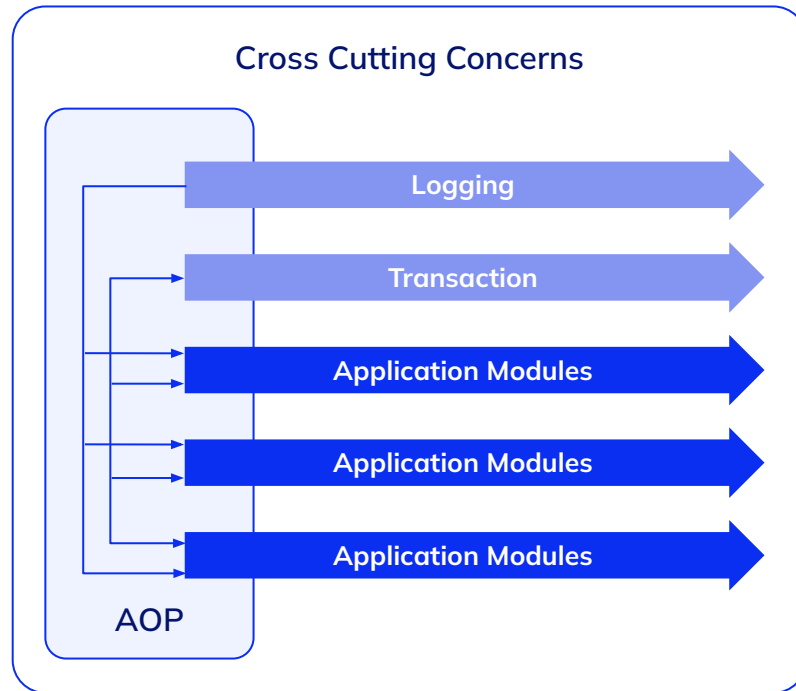 Cross Cutting Concerns
Logging
Transaction
Application Modules
Application Modules
Application Modules
AOP